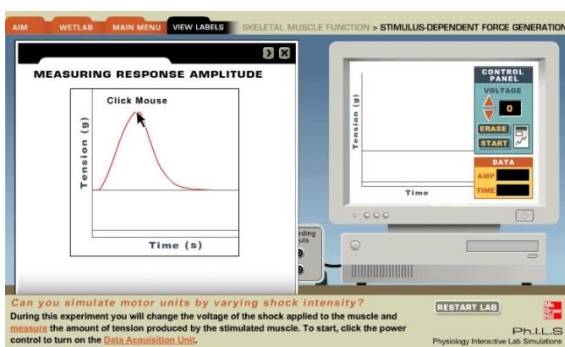 AIM WETLAB MAIN MENU VIEW LABELS SKELETAL MUSCLE FUNCTION > STIMULUS-DEPENDENT FORCE GENERATION
MEASURING RESPONSE AMPLITUDE
Click Mouse
Tension (g)
Time (s)
Tension (g)
Time
CONTROL PANEL
VOLTAGE
0
ERASE
START
DATA
AMP
TIME
Can you simulate motor units by varying shock intensity?
During this experiment you will change the voltage of the shock applied to the muscle and
measure the amount of tension produced by the stimulated muscle. To start, click the power
control to turn on the Data Acquisition Unit.
RESTART LAB
Ph.I.L.S
Physiology Interactive Lab Simulations